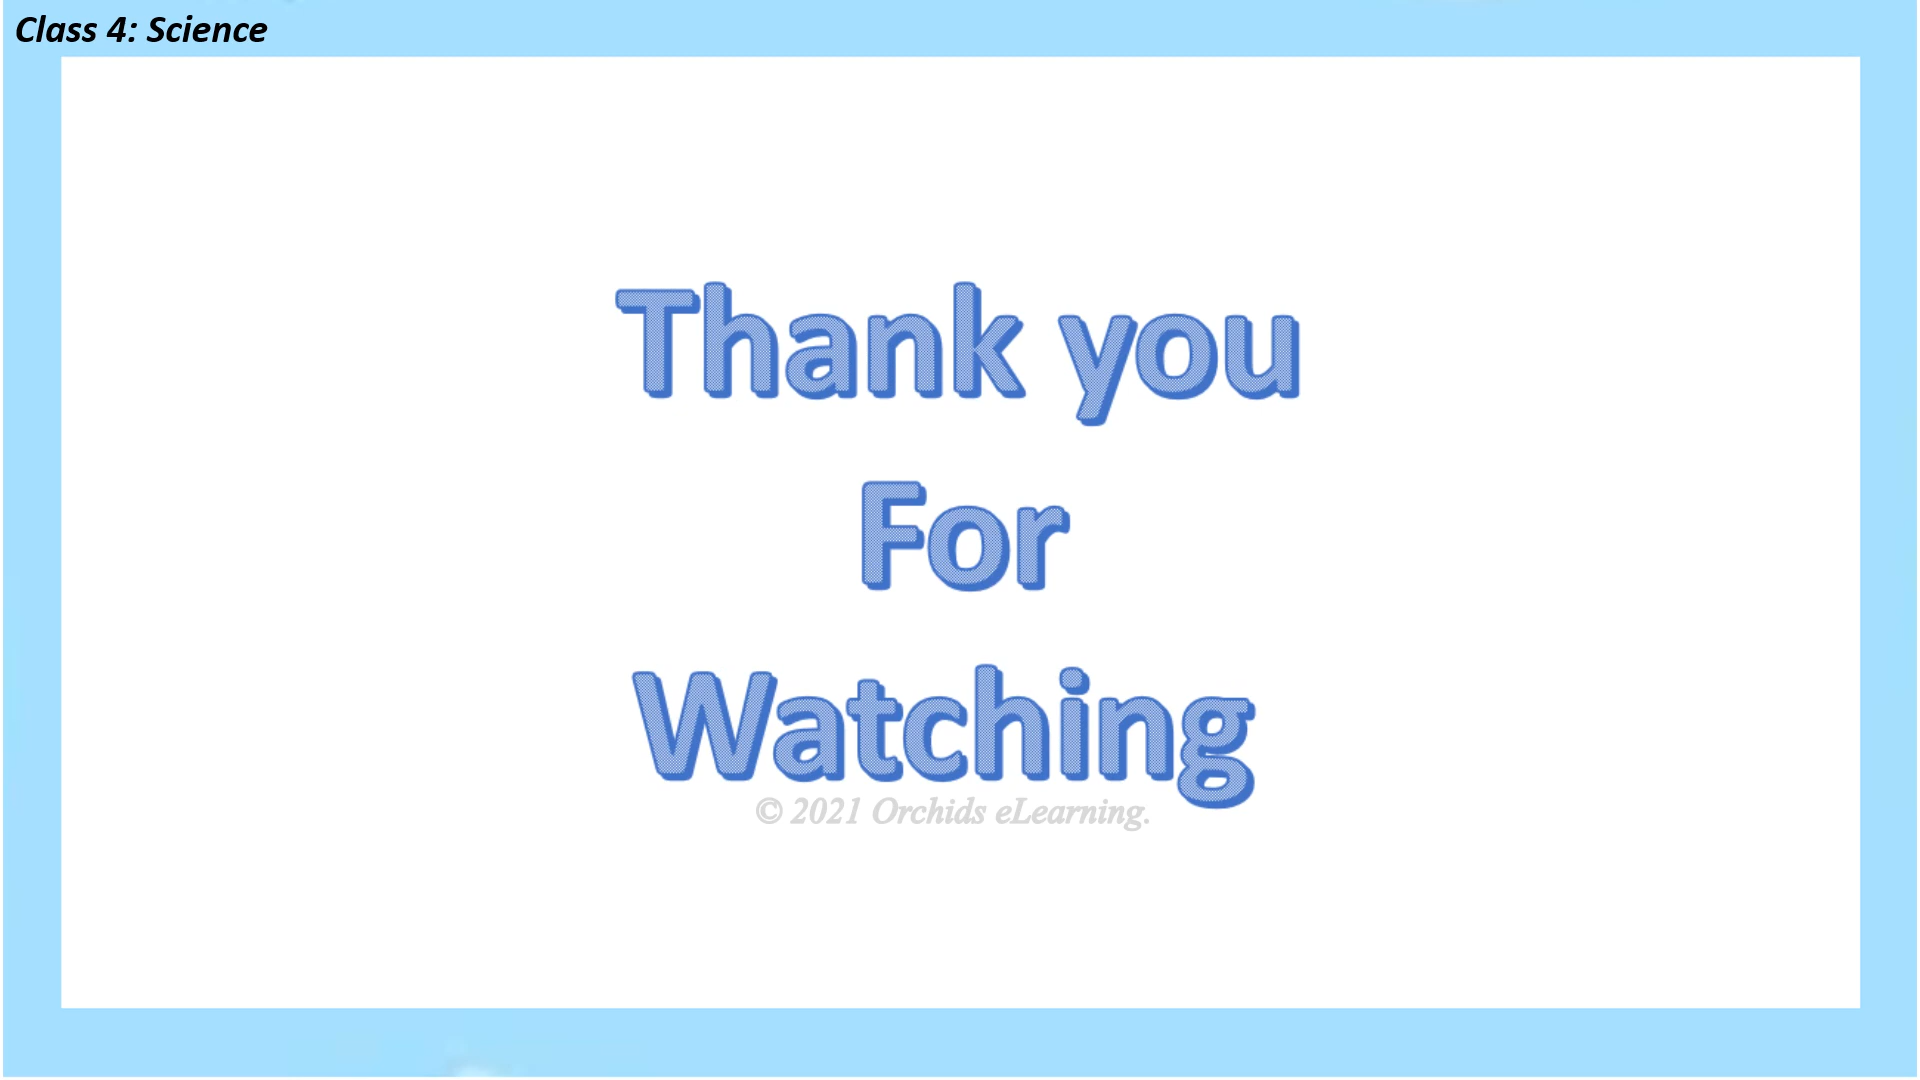 Class 4: Science
Thank you
For
Watching
© 2021 Orchids eLearning.